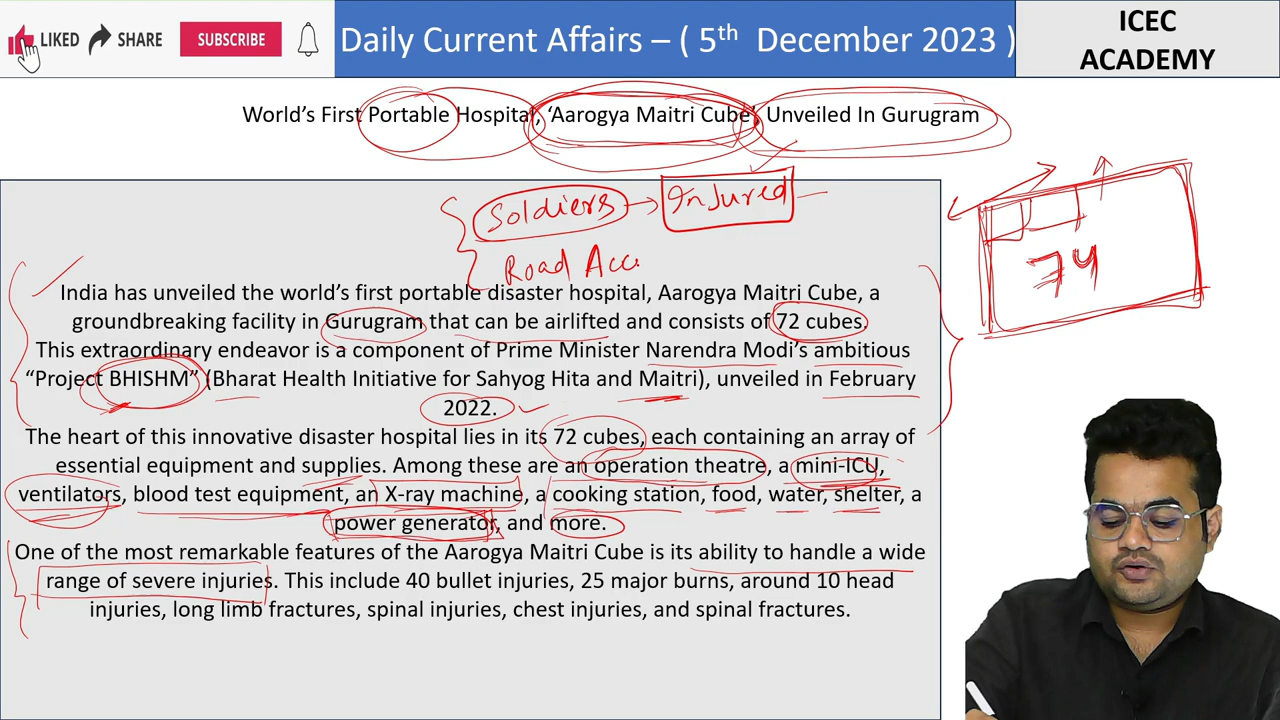 LIKED SHARE SUBSCRIBE
Daily Current Affairs – ( 5th December 2023 )
ICEC
ACADEMY
World's First Portable Hospital, 'Aarogya Maitri Cube', Unveiled In Gurugram
Soldiers → Injured
Road Acc
74
India has unveiled the world's first portable disaster hospital, Aarogya Maitri Cube, a
groundbreaking facility in Gurugram that can be airlifted and consists of 72 cubes.
This extraordinary endeavor is a component of Prime Minister Narendra Modi's ambitious
"Project BHISHM" (Bharat Health Initiative for Sahyog Hita and Maitri), unveiled in February
2022.
The heart of this innovative disaster hospital lies in its 72 cubes, each containing an array of
essential equipment and supplies. Among these are an operation theatre, a mini-ICU,
ventilators, blood test equipment, an X-ray machine, a cooking station, food, water, shelter, a
power generator, and more.
One of the most remarkable features of the Aarogya Maitri Cube is its ability to handle a wide
range of severe injuries. This include 40 bullet injuries, 25 major burns, around 10 head
injuries, long limb fractures, spinal injuries, chest injuries, and spinal fractures.